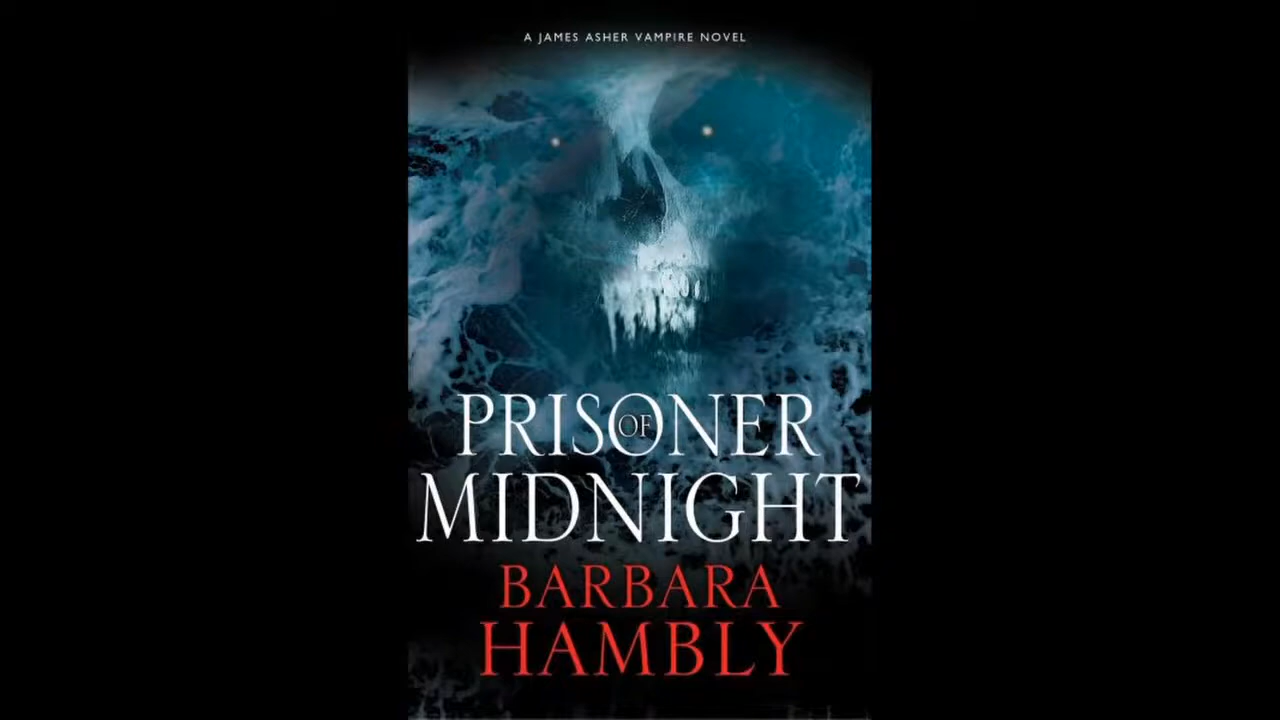 A JAMES ASHER VAMPIRE NOVEL
PRISONER
OF
MIDNIGHT
BARBARA
HAMBLY